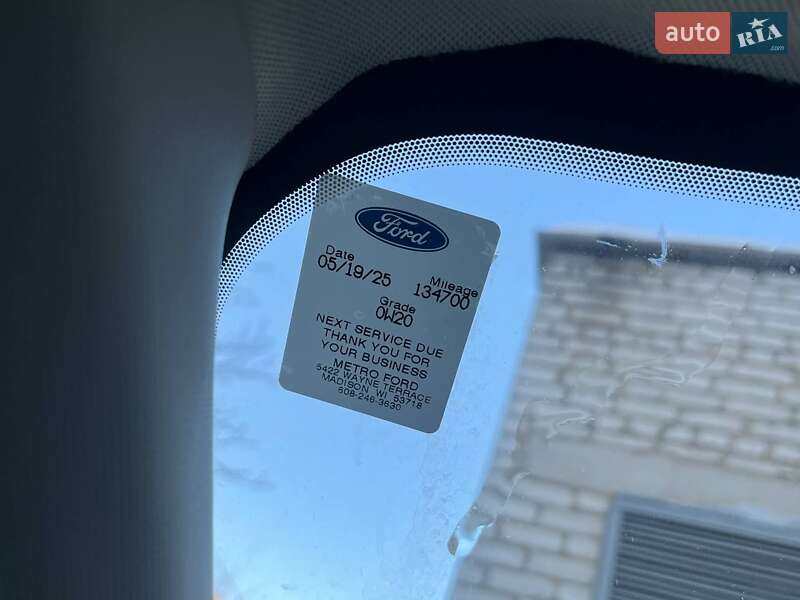 auto RIA.com
Ford
Date Mileage
05/19/25 134700
Grade
0W20
NEXT SERVICE DUE
THANK YOU FOR
YOUR BUSINESS
METRO FORD
5422 WAYNE TERRACE
MADISON WI 53718
608-246-3630